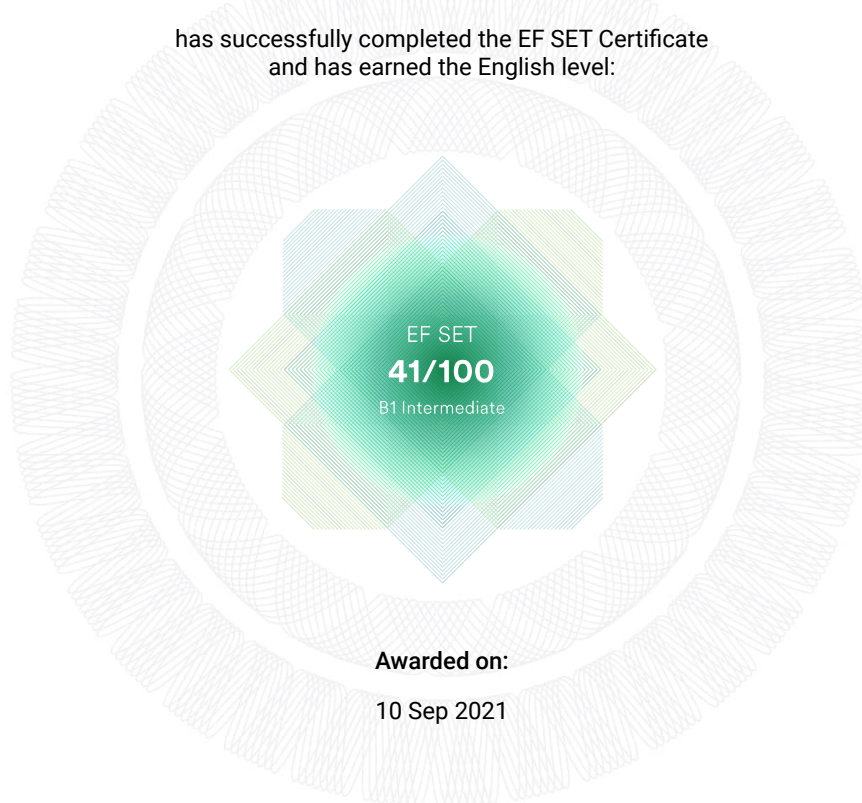 has successfully completed the EF SET Certificate
and has earned the English level:
EF SET
41/100
B1 Intermediate
Awarded on:
10 Sep 2021